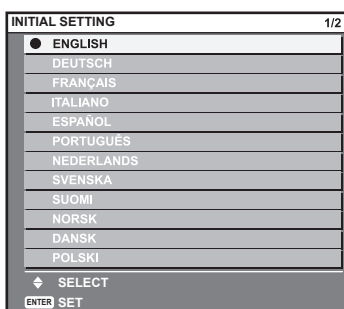 INITIAL SETTING 1/2
ENGLISH
DEUTSCH
FRANÇAIS
ITALIANO
ESPAÑOL
PORTUGUÊS
NEDERLANDS
SVENSKA
SUOMI
NORSK
DANSK
POLSKI
SELECT
ENTER SET